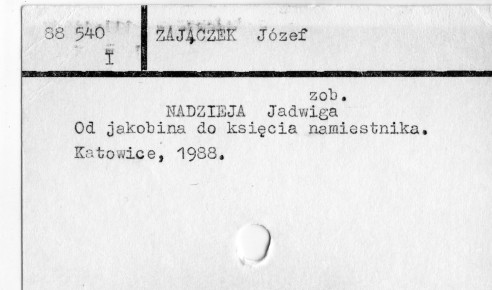 88 540 ZAJĄCZEK Józef
I
zob.
NADZIEJA Jadwiga
Od jakobina do księcia namiestnika.
Katowice, 1988.